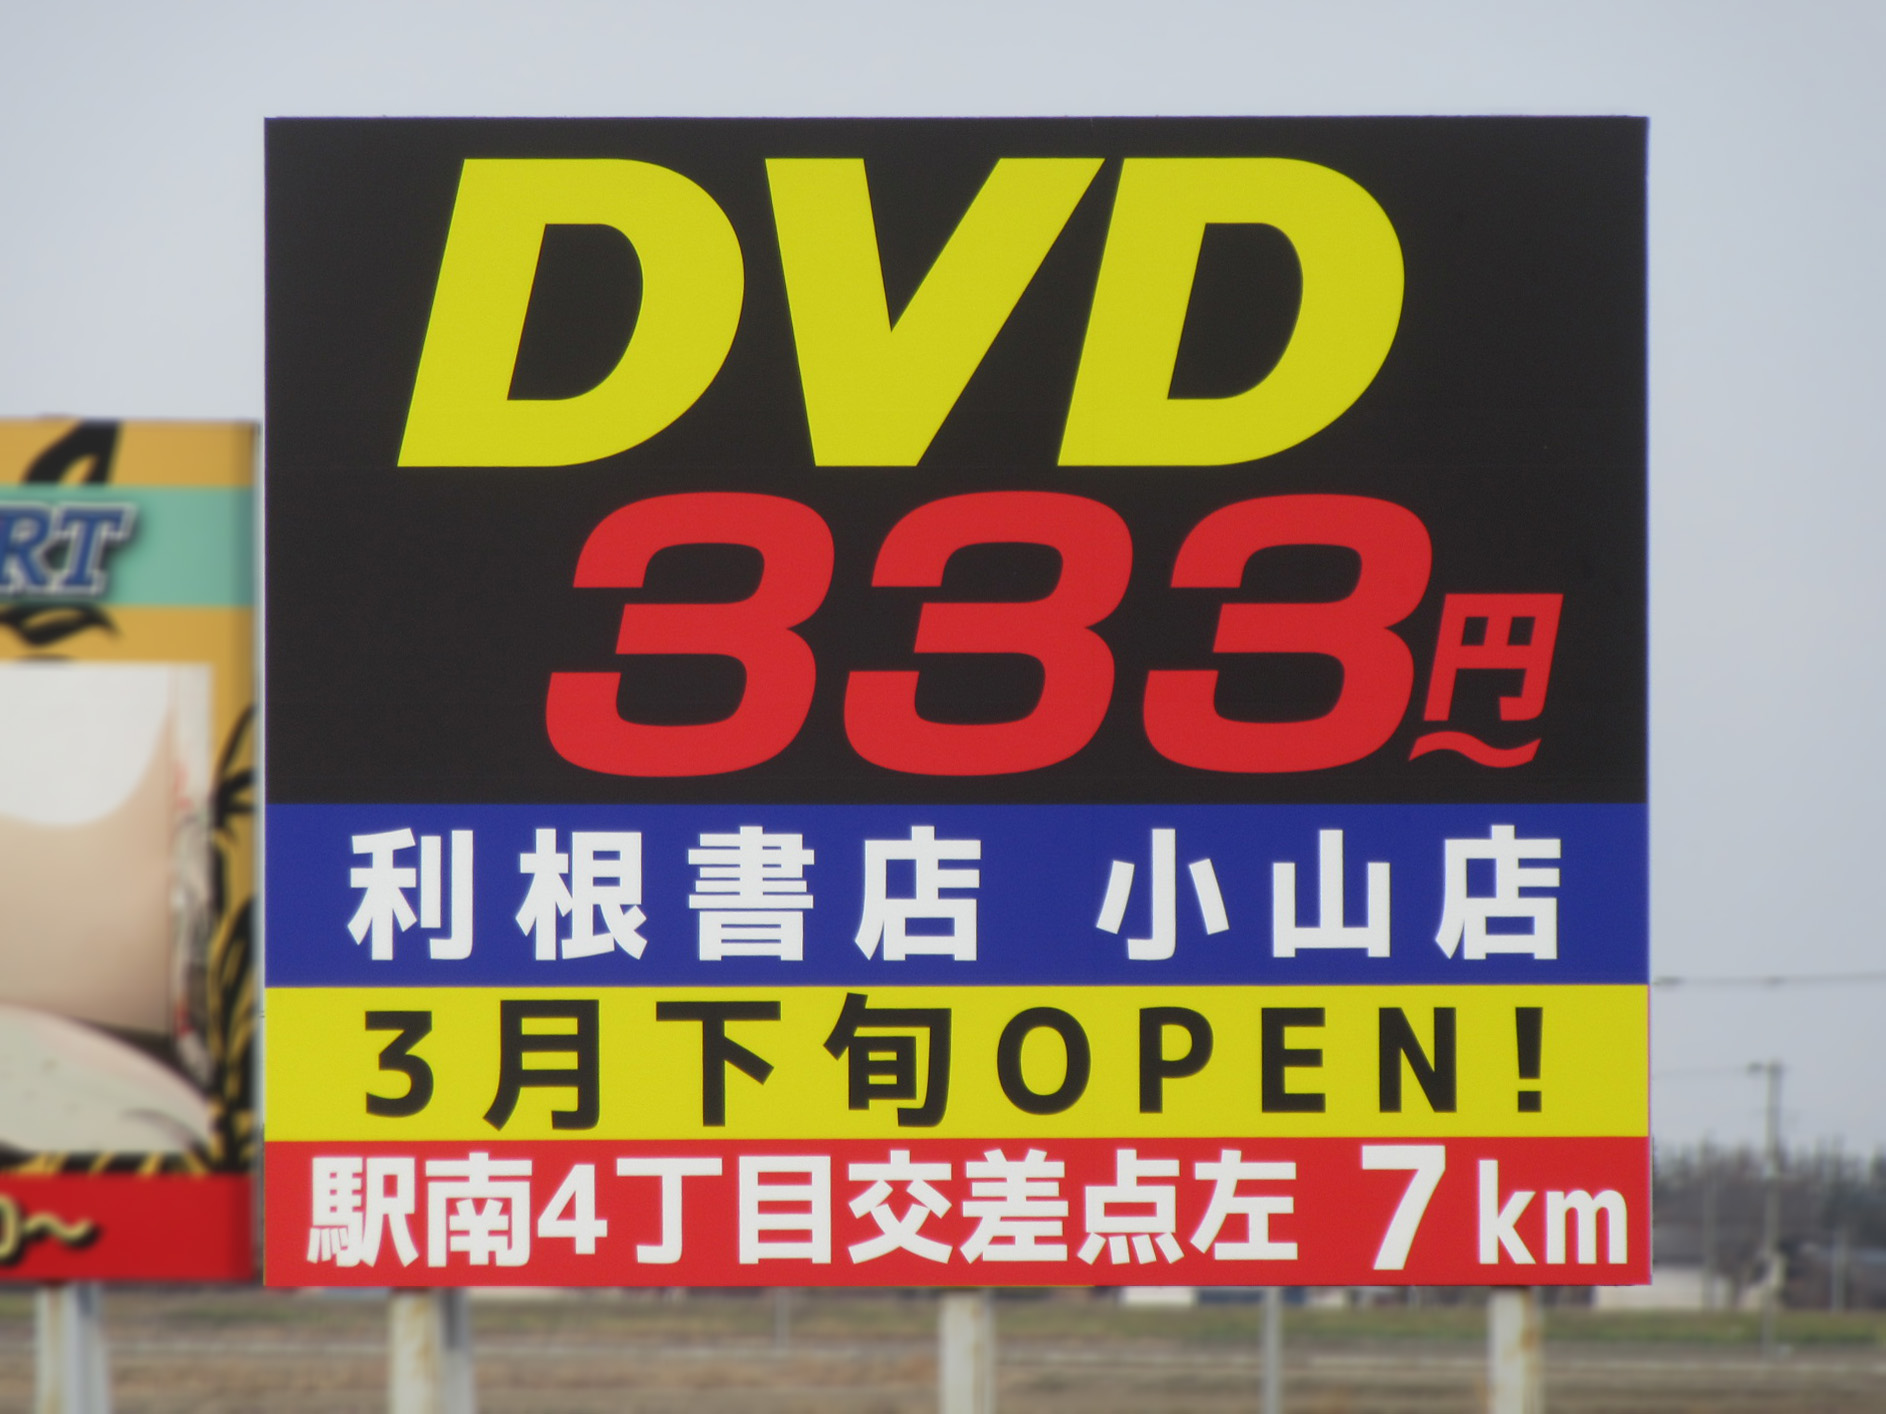 DVD
333円～
利根書店 小山店
3月下旬OPEN!
駅南4丁目交差点左 7km
RT
～